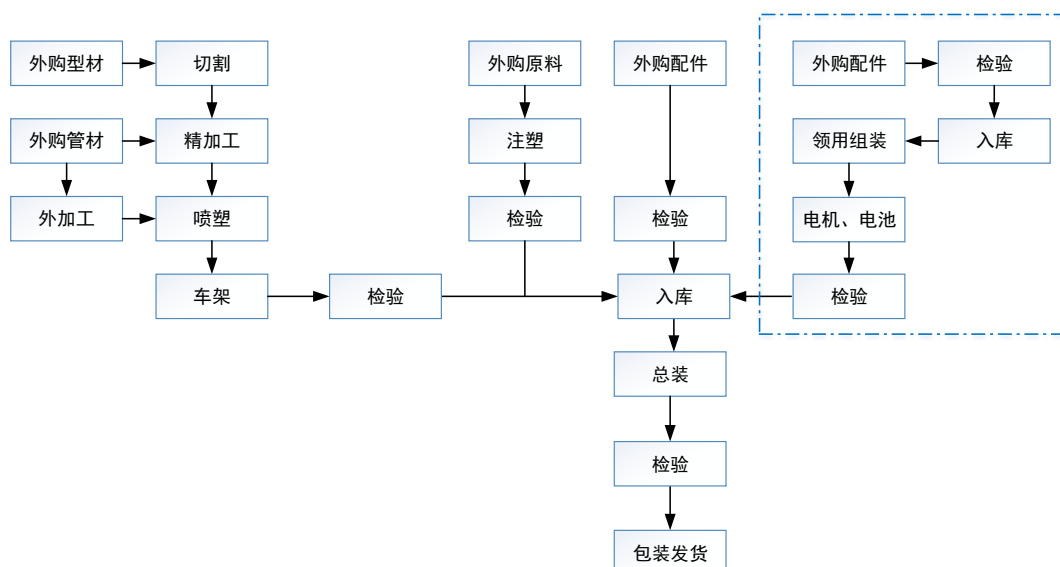 外购型材
切割
外购原料
外购配件
外购配件
检验
外购管材
精加工
注塑
领用组装
入库
外加工
喷塑
检验
检验
电机、电池
车架
检验
入库
检验
总装
检验
包装发货